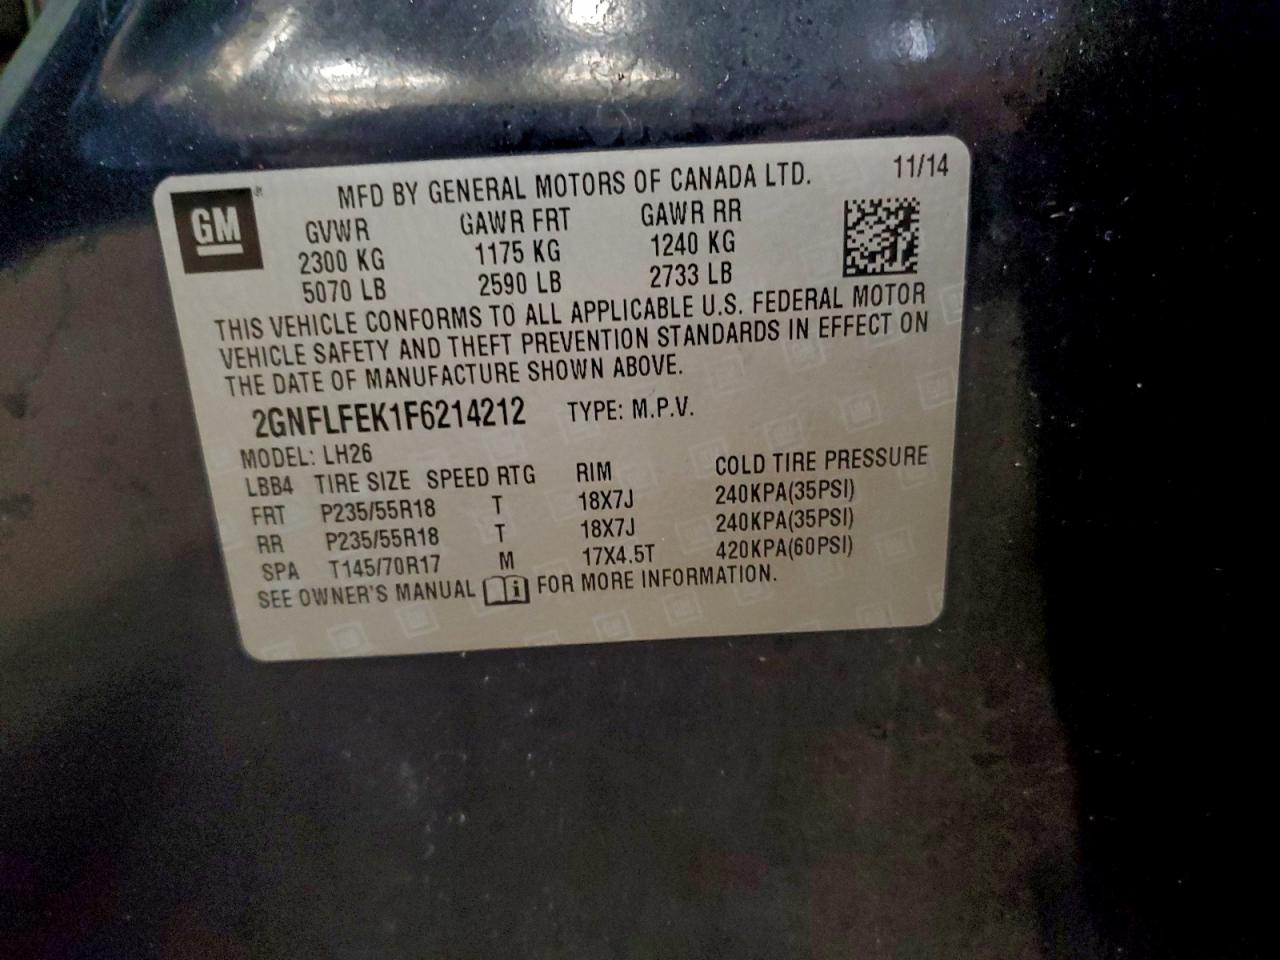 MFD BY GENERAL MOTORS OF CANADA LTD. 11/14
GM
GVWR GAWR FRT GAWR RR
2300 KG 1175 KG 1240 KG
5070 LB 2590 LB 2733 LB
THIS VEHICLE CONFORMS TO ALL APPLICABLE U.S. FEDERAL MOTOR
VEHICLE SAFETY AND THEFT PREVENTION STANDARDS IN EFFECT ON
THE DATE OF MANUFACTURE SHOWN ABOVE.
2GNFLFEK1F6214212 TYPE: M.P.V.
MODEL: LH26
LBB4 TIRE SIZE SPEED RTG RIM COLD TIRE PRESSURE
FRT P235/55R18 T 18X7J 240KPA(35PSI)
RR P235/55R18 T 18X7J 240KPA(35PSI)
SPA T145/70R17 M 17X4.5T 420KPA(60PSI)
SEE OWNER'S MANUAL i FOR MORE INFORMATION.